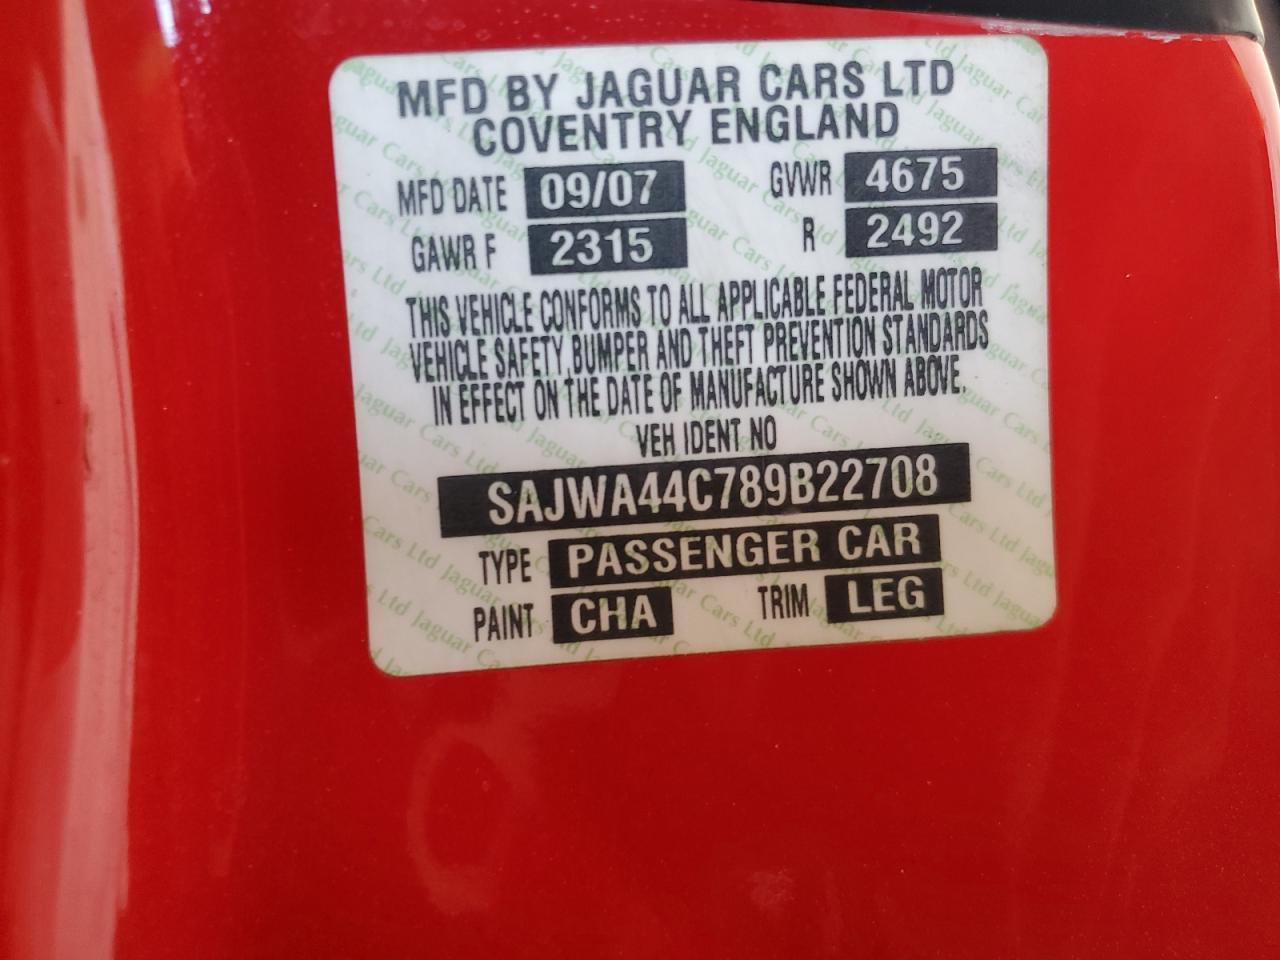 MFD BY JAGUAR CARS LTD
COVENTRY ENGLAND
MFD DATE 09/07 GVWR 4675
GAWR F 2315 R 2492
THIS VEHICLE CONFORMS TO ALL APPLICABLE FEDERAL MOTOR
VEHICLE SAFETY, BUMPER AND THEFT PREVENTION STANDARDS
IN EFFECT ON THE DATE OF MANUFACTURE SHOWN ABOVE.
VEH IDENT NO
SAJWA44C789B22708
TYPE PASSENGER CAR
PAINT CHA TRIM LEG